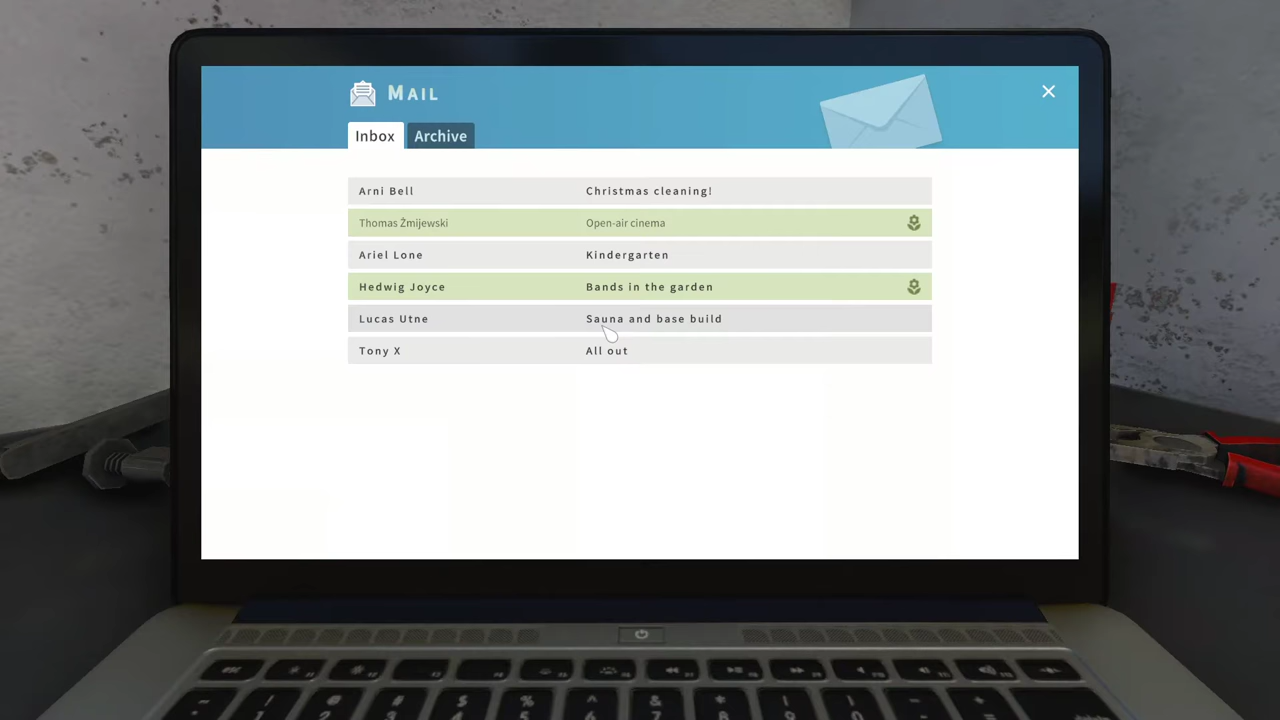 MAIL
Inbox Archive
Arni Bell Christmas cleaning!
Thomas Żmijewski Open-air cinema
Ariel Lone Kindergarten
Hedwig Joyce Bands in the garden
Lucas Utne Sauna and base build
Tony X All out